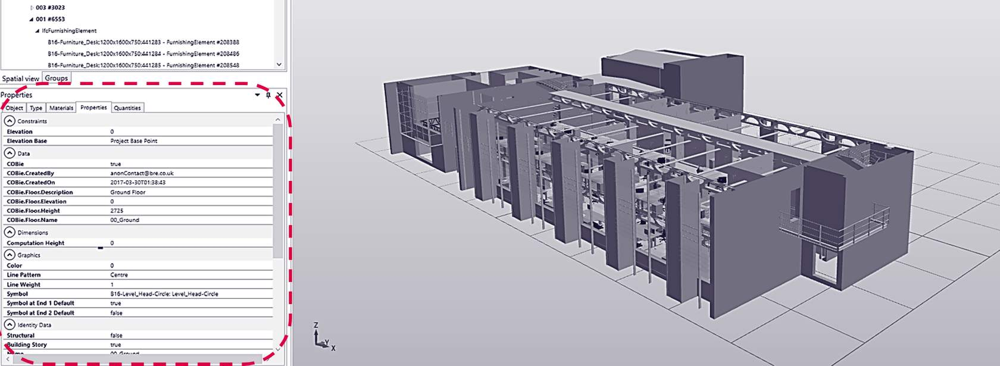 003 #3023
001 #6553
IfcFurnishingElement
B16-Furniture_Desk:1200x1600x750:441283 - FurnishingElement #208388
B16-Furniture_Desk:1200x1600x750:441284 - FurnishingElement #208486
B16-Furniture_Desk:1200x1600x750:441285 - FurnishingElement #208548
Spatial view Groups
Properties
Object Type Materials Properties Quantities
Constraints
Elevation 0
Elevation Base Project Base Point
Data
COBie true
COBie.CreatedBy anonContact@bre.co.uk
COBie.CreatedOn 2017-03-30T01:38:43
COBie.Floor.Description Ground Floor
COBie.Floor.Elevation 0
COBie.Floor.Height 2725
COBie.Floor.Name 00_Ground
Dimensions
Computation Height 0
Graphics
Color 0
Line Pattern Centre
Line Weight 1
Symbol B16-Level_Head-Circle: Level_Head-Circle
Symbol at End 1 Default true
Symbol at End 2 Default false
Identity Data
Structural false
Building Story true
Name 00_Ground
Z
Y
X